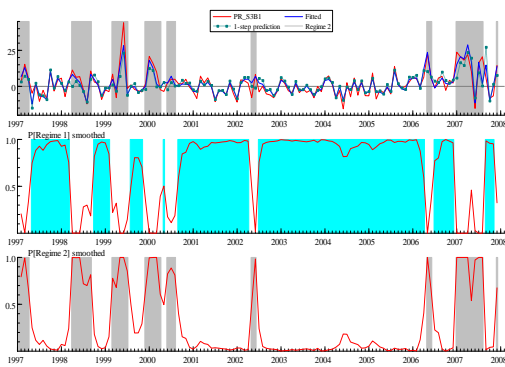 PR_S3B1 Fitted
1-step prediction Regime 2
25
0
1997 1998 1999 2000 2001 2002 2003 2004 2005 2006 2007 2008
P[Regime 1] smoothed
1.0
0.5
1997 1998 1999 2000 2001 2002 2003 2004 2005 2006 2007 2008
P[Regime 2] smoothed
1.0
0.5
1997 1998 1999 2000 2001 2002 2003 2004 2005 2006 2007 2008